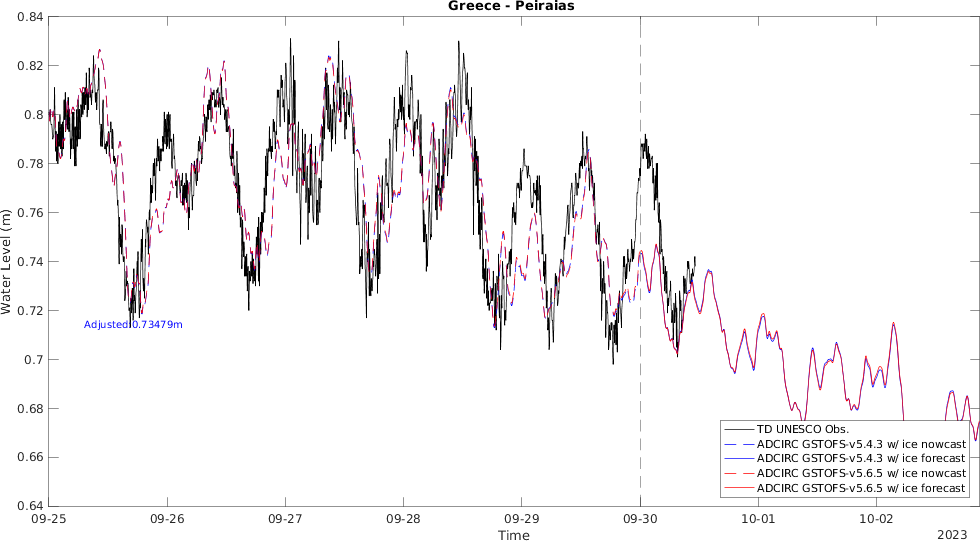 Greece - Peiraias
Water Level (m)
0.84
0.82
0.8
0.78
0.76
0.74
0.72
0.7
0.68
0.66
0.64
Adjusted:0.73479m
TD UNESCO Obs.
ADCIRC GSTOFS-v5.4.3 w/ ice nowcast
ADCIRC GSTOFS-v5.4.3 w/ ice forecast
ADCIRC GSTOFS-v5.6.5 w/ ice nowcast
ADCIRC GSTOFS-v5.6.5 w/ ice forecast
09-25 09-26 09-27 09-28 09-29 09-30 10-01 10-02
Time
2023